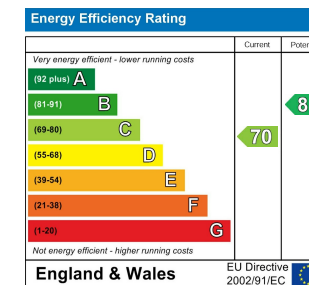 Energy Efficiency Rating
Current
Very energy efficient - lower running costs
(92 plus) A
(81-91) B
(69-80) C
70
(55-68) D
(39-54) E
(21-38) F
(1-20) G
Not energy efficient - higher running costs
England & Wales
EU Directive
2002/91/EC